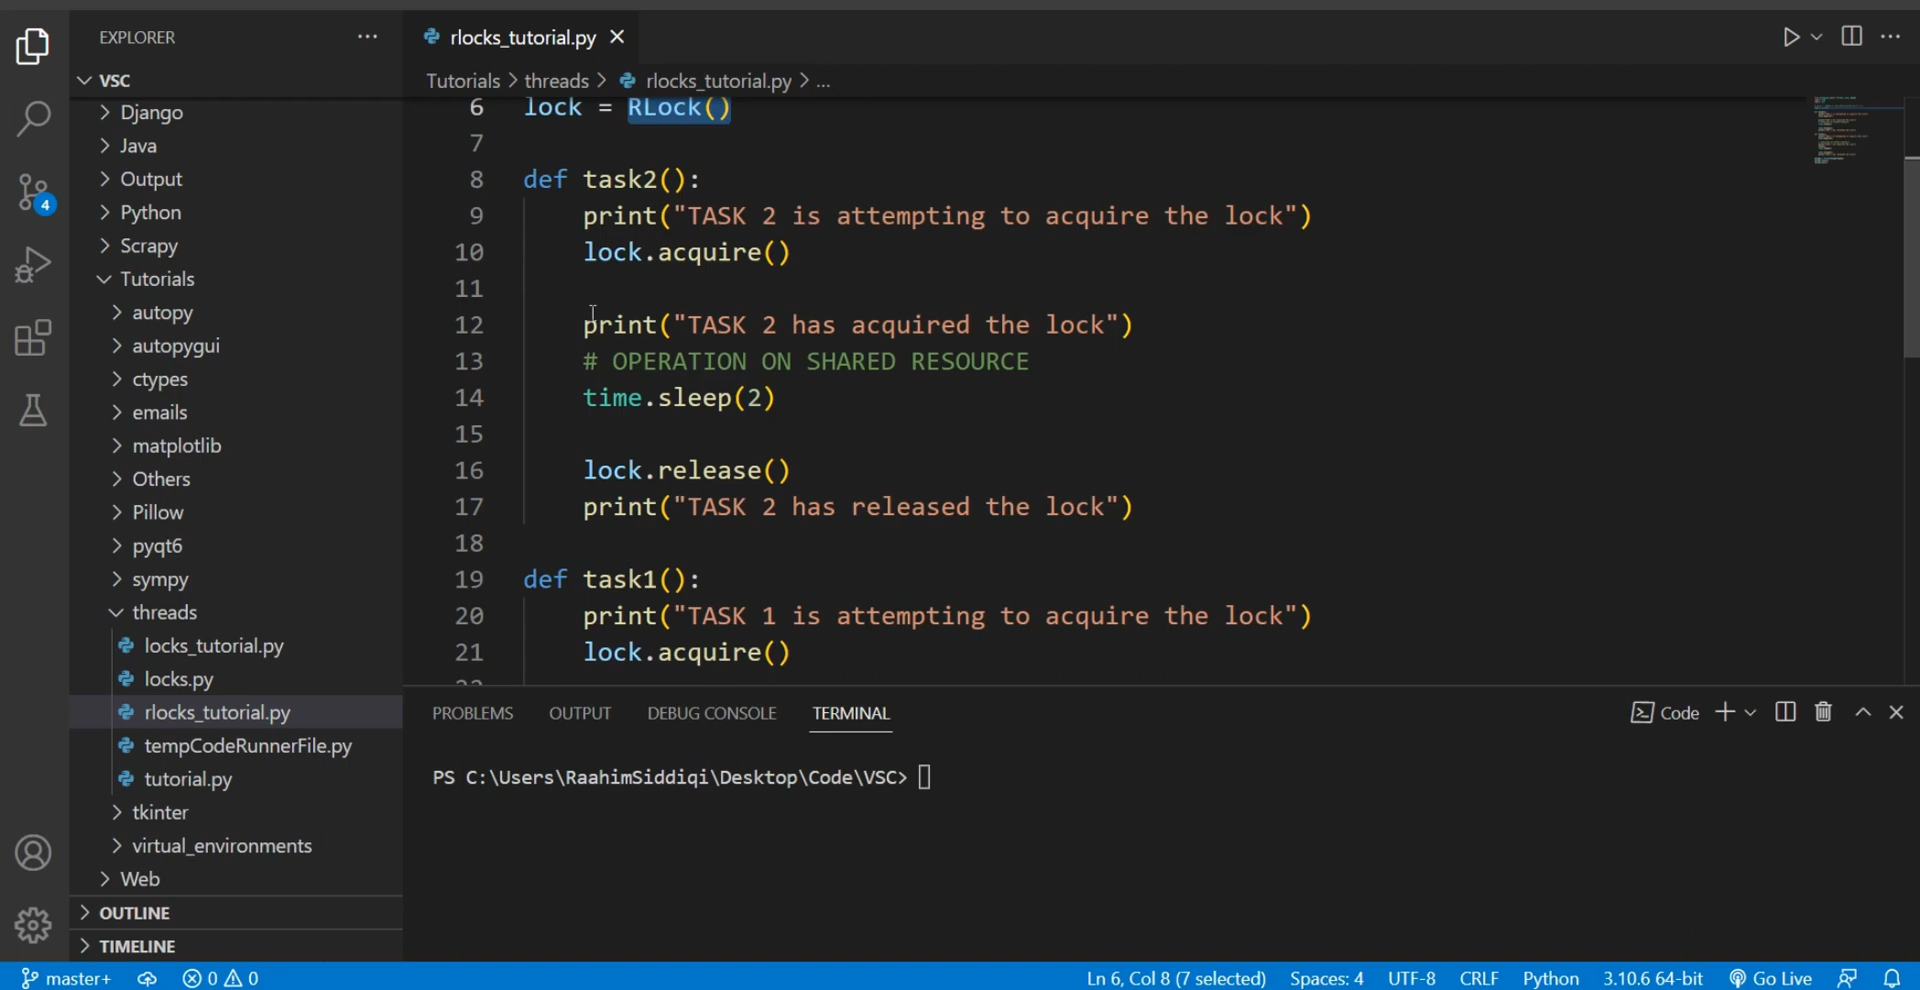 EXPLORER
rlocks_tutorial.py
VSC
Tutorials > threads > rlocks_tutorial.py > ...
Django
Java
Output
Python
Scrapy
Tutorials
autopy
autopygui
ctypes
emails
matplotlib
Others
Pillow
pyqt6
sympy
threads
locks_tutorial.py
locks.py
rlocks_tutorial.py
tempCodeRunnerFile.py
tutorial.py
tkinter
virtual_environments
Web
OUTLINE
TIMELINE
4
6 lock = RLock()
7
8 def task2():
9 print("TASK 2 is attempting to acquire the lock")
10 lock.acquire()
11
12 print("TASK 2 has acquired the lock")
13 # OPERATION ON SHARED RESOURCE
14 time.sleep(2)
15
16 lock.release()
17 print("TASK 2 has released the lock")
18
19 def task1():
20 print("TASK 1 is attempting to acquire the lock")
21 lock.acquire()
PROBLEMS OUTPUT DEBUG CONSOLE TERMINAL Code
PS C:\Users\RaahimSiddiqi\Desktop\Code\VSC>
master+ 0 0 Ln 6, Col 8 (7 selected) Spaces: 4 UTF-8 CRLF Python 3.10.6 64-bit Go Live